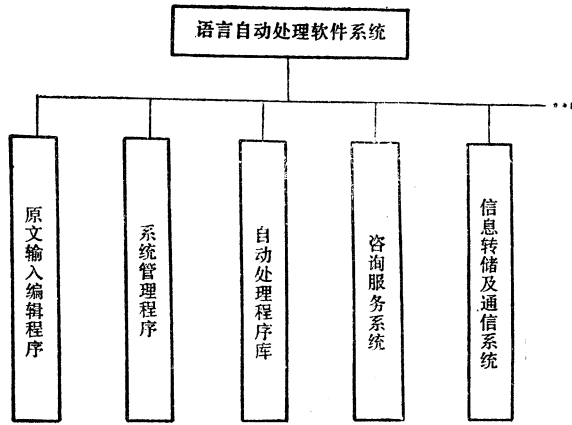 语言自动处理软件系统
原文输入编辑程序
系统管理程序
自动处理程序库
咨询服务系统
信息转储及通信系统